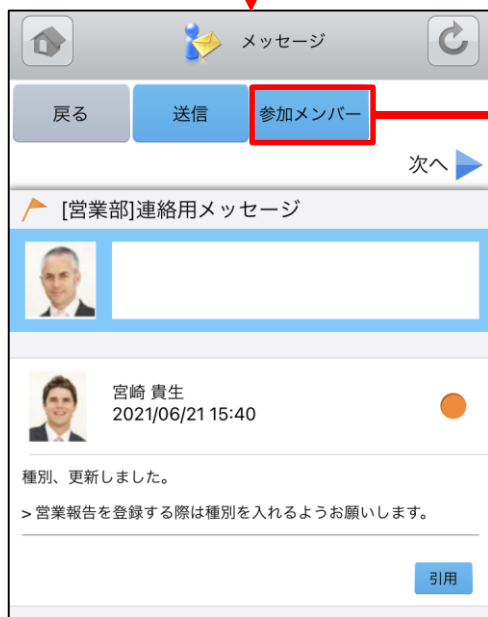 メッセージ
戻る
送信
参加メンバー
次へ
[営業部]連絡用メッセージ
宮崎 貴生
2021/06/21 15:40
種別、更新しました。
> 営業報告を登録する際は種別を入れるようお願いします。
引用